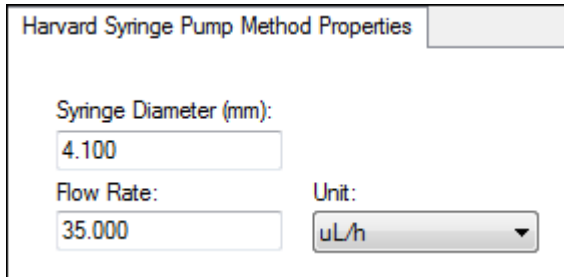 Harvard Syringe Pump Method Properties
Syringe Diameter (mm):
4.100
Flow Rate: Unit:
35.000 uL/h